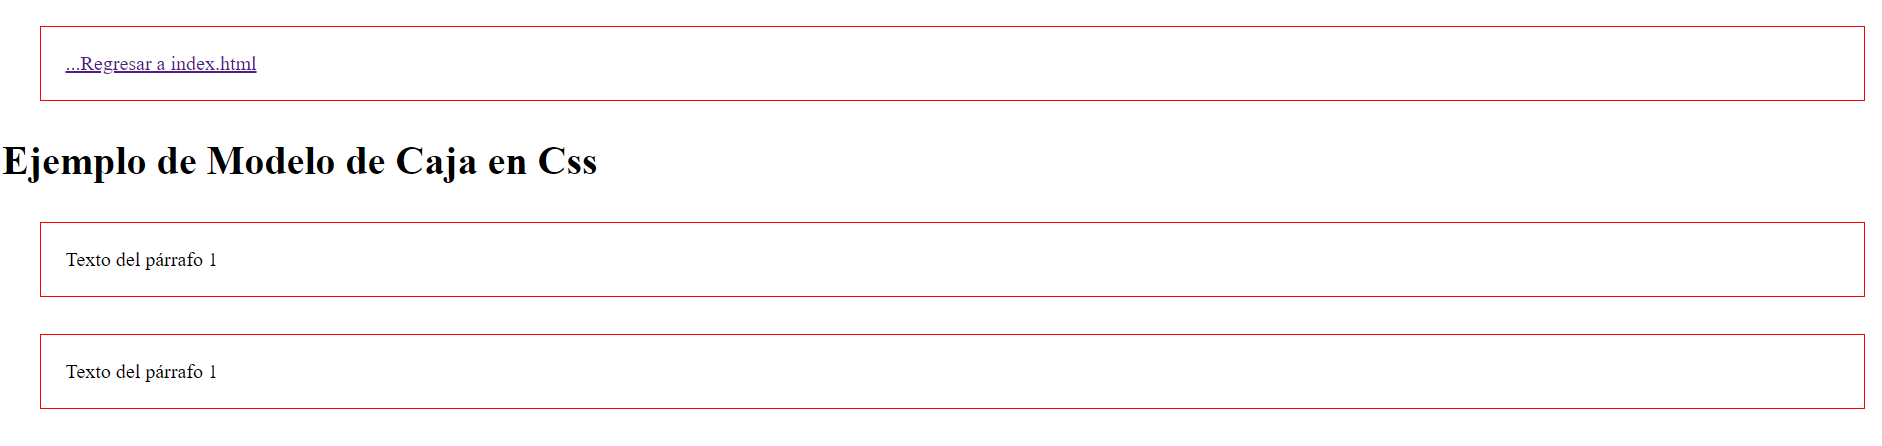 ...Regresar a index.html
Ejemplo de Modelo de Caja en Css
Texto del párrafo 1
Texto del párrafo 1